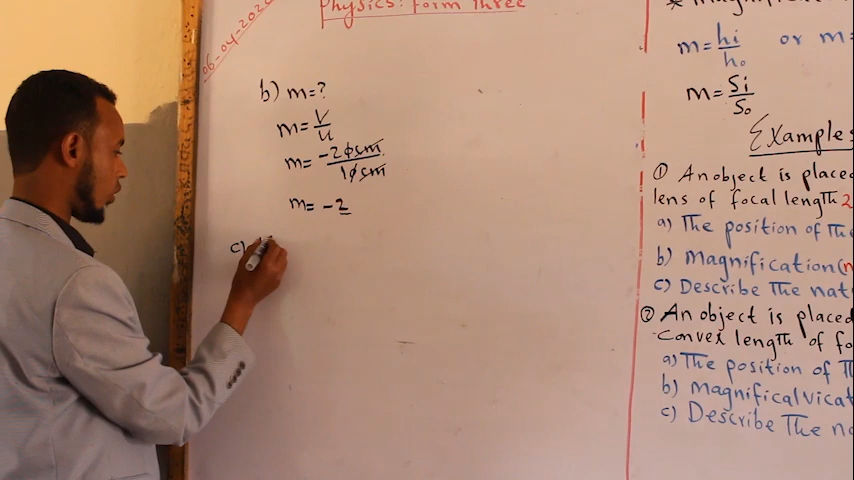 06-04-2020
Physics: Form Three
b) m=?
m= V/u
m= -20cm/10cm
m= -2
c)
m= hi/ho or m=
m= Si/So
Examples
① An object is placed
lens of focal length 2
a) The position of the
b) Magnification(m
c) Describe The nat
② An object is placed
convex length of fo
a) The position of T
b) magnificalvicat
c) Describe The na